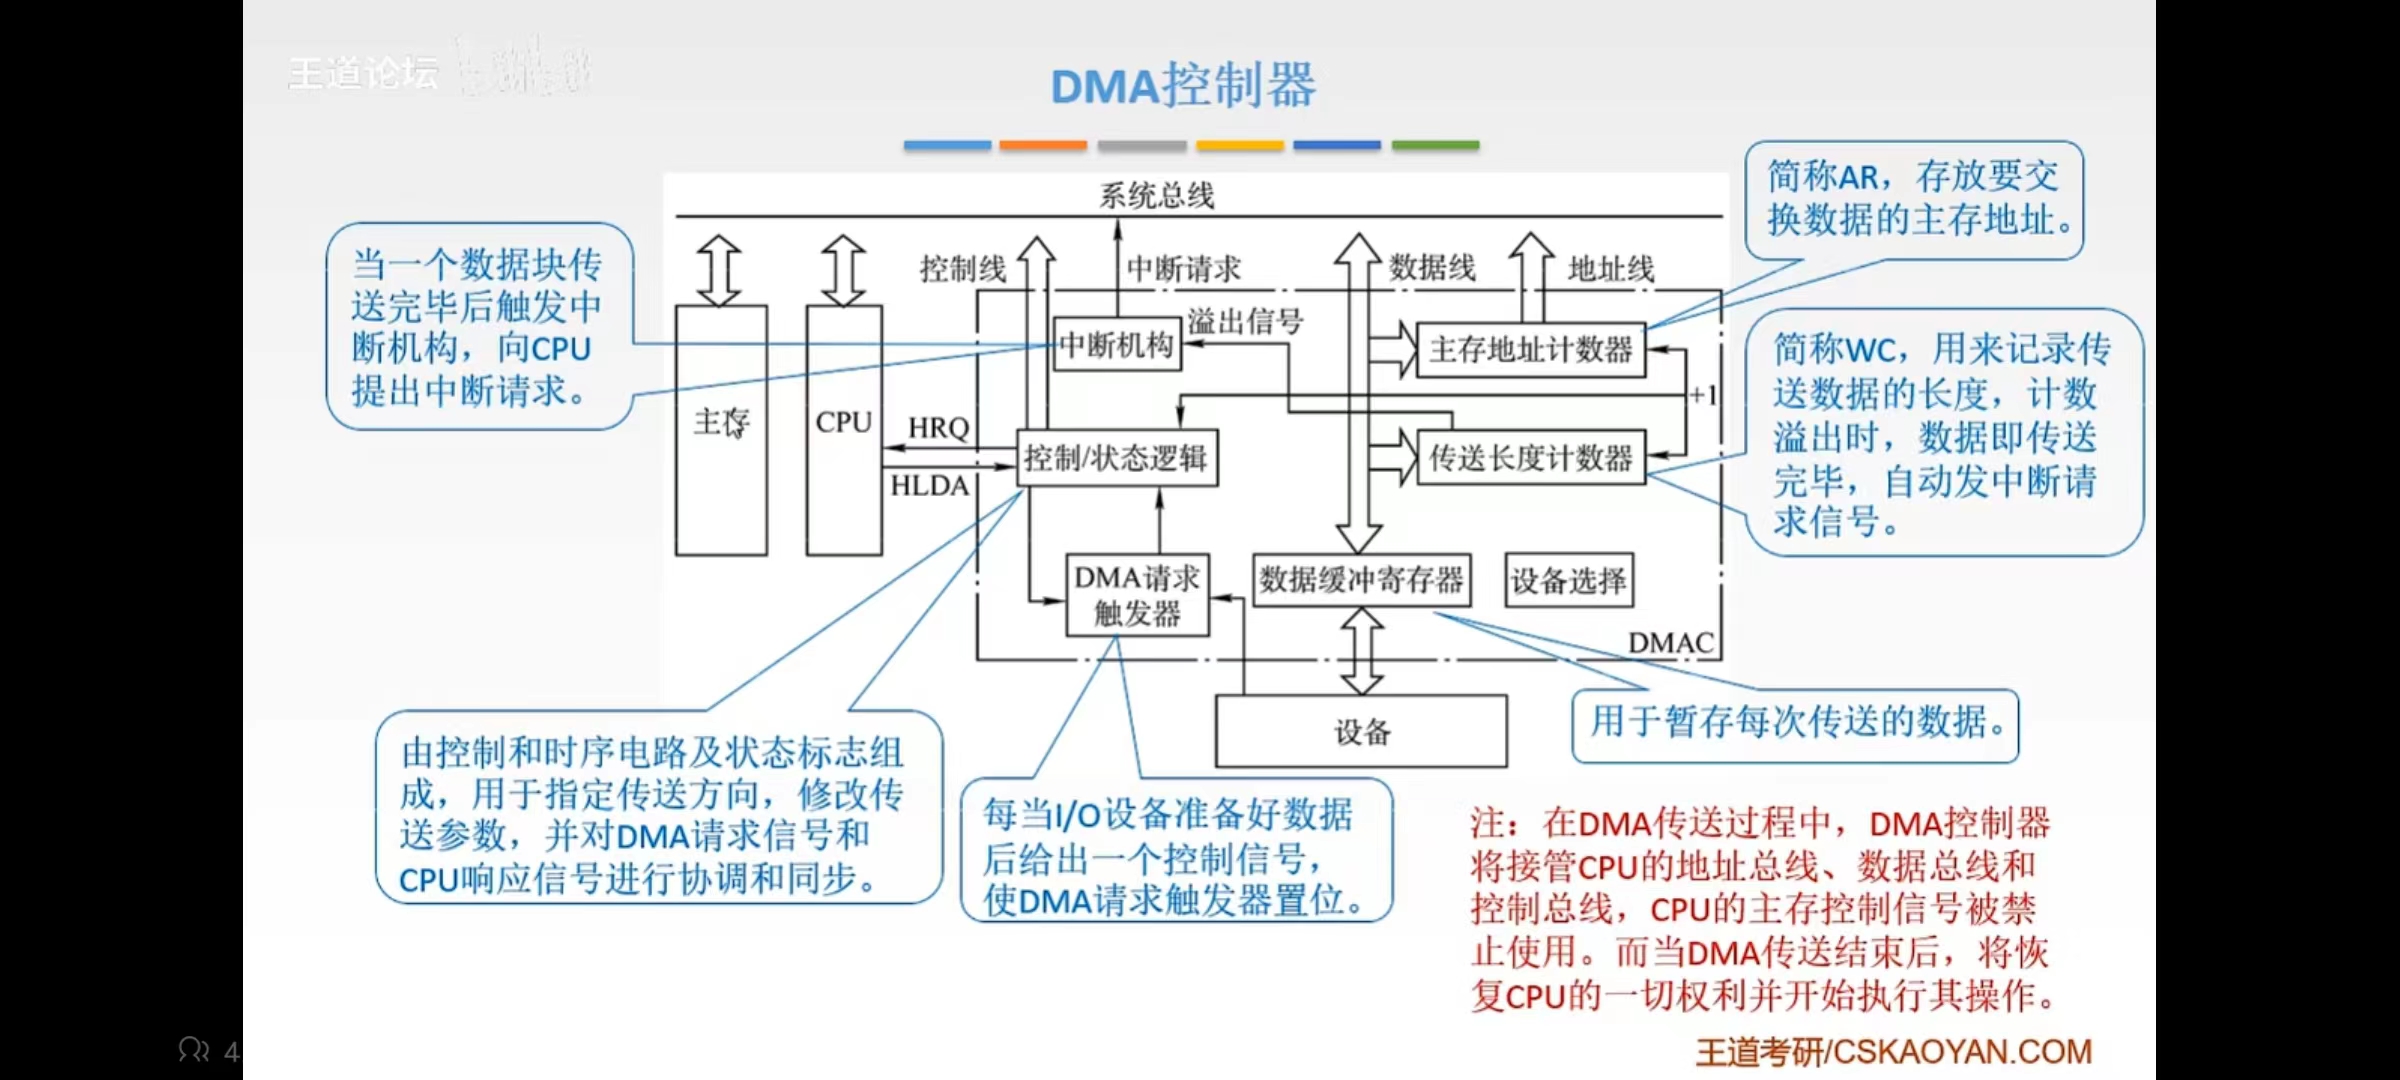 王道论坛
DMA控制器
系统总线
控制线
中断请求
数据线
地址线
溢出信号
中断机构
主存地址计数器
+1
主存
CPU
HRQ
HLDA
控制/状态逻辑
传送长度计数器
DMA请求
触发器
数据缓冲寄存器
设备选择
DMAC
设备
当一个数据块传
送完毕后触发中
断机构，向CPU
提出中断请求。
简称AR，存放要交
换数据的主存地址。
简称WC，用来记录传
送数据的长度，计数
溢出时，数据即传送
完毕，自动发中断请
求信号。
由控制和时序电路及状态标志组
成，用于指定传送方向，修改传
送参数，并对DMA请求信号和
CPU响应信号进行协调和同步。
每当I/O设备准备好数据
后给出一个控制信号，
使DMA请求触发器置位。
用于暂存每次传送的数据。
注：在DMA传送过程中，DMA控制器
将接管CPU的地址总线、数据总线和
控制总线，CPU的主存控制信号被禁
止使用。而当DMA传送结束后，将恢
复CPU的一切权利并开始执行其操作。
王道考研/CSKAOYAN.COM
4